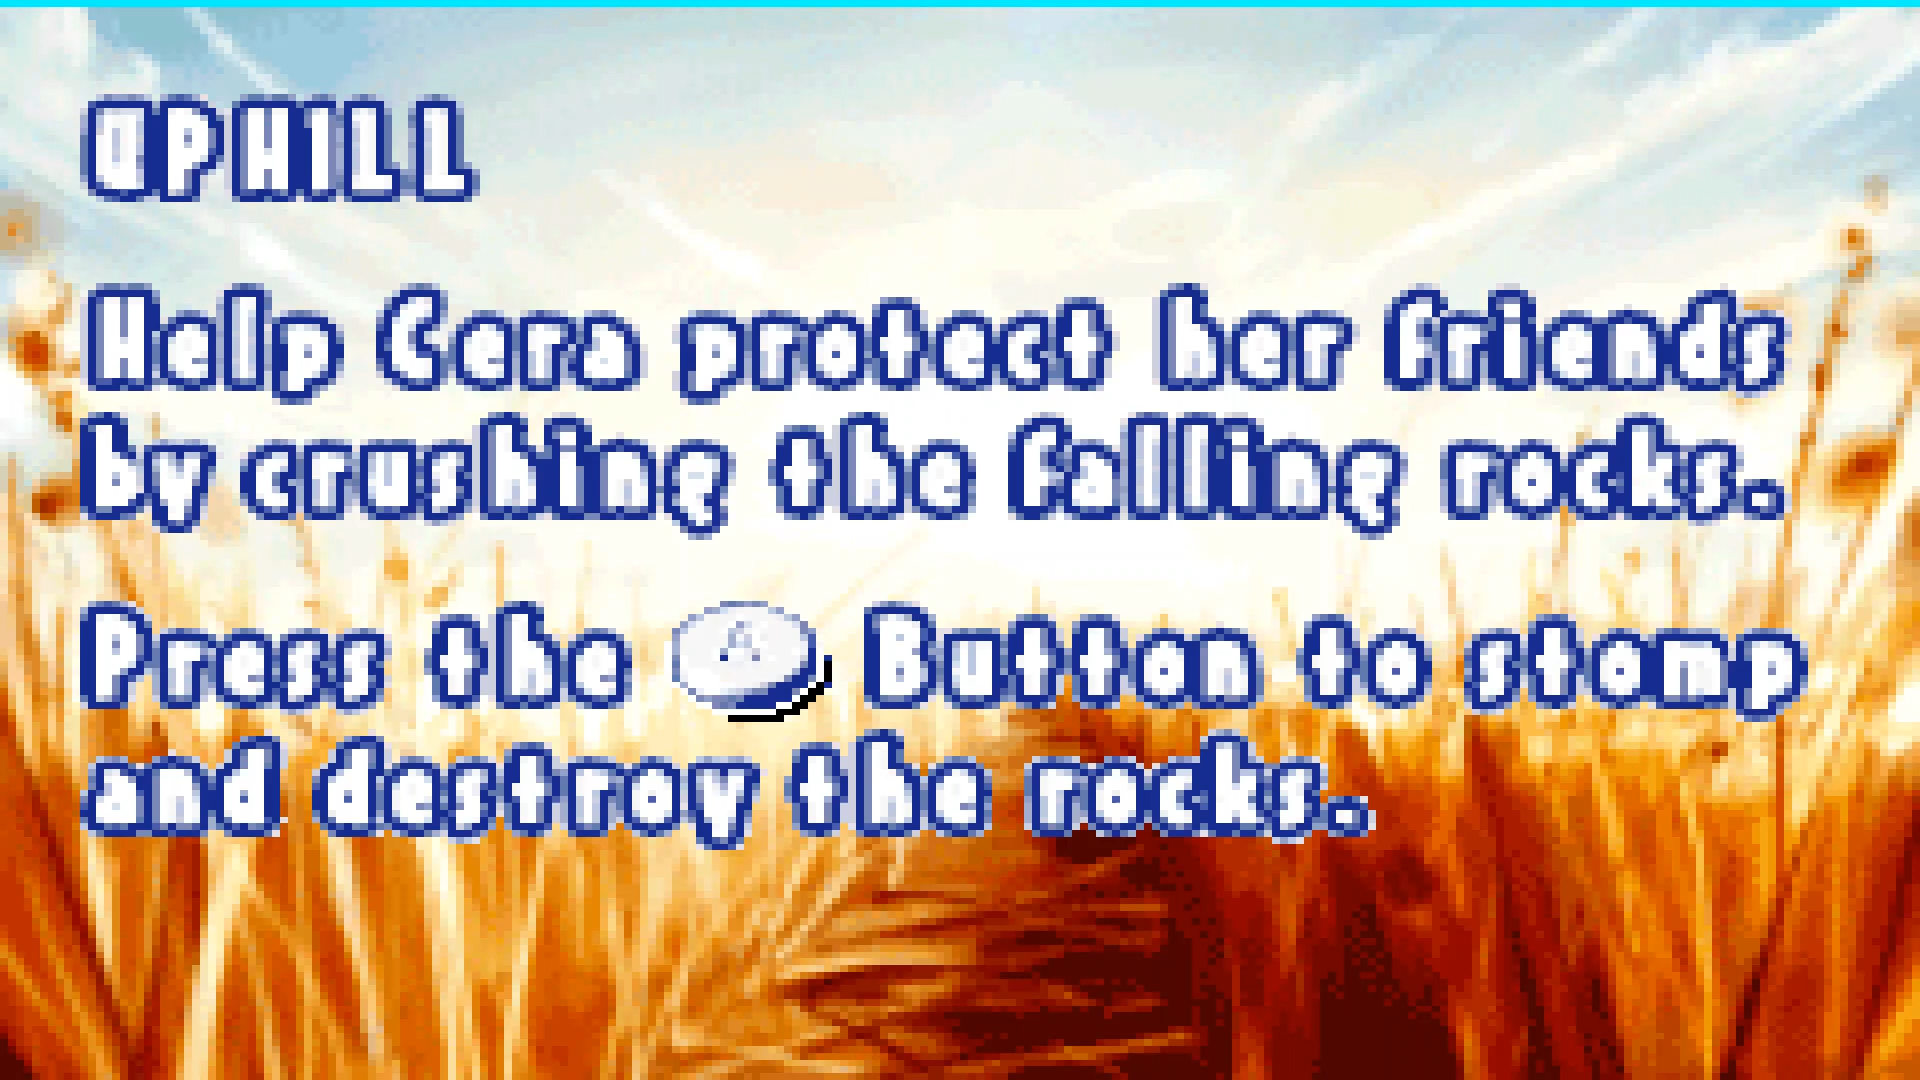 UPHILL
Help Cera protect her friends
by crushing the falling rocks.
Press the A Button to stomp
and destroy the rocks.